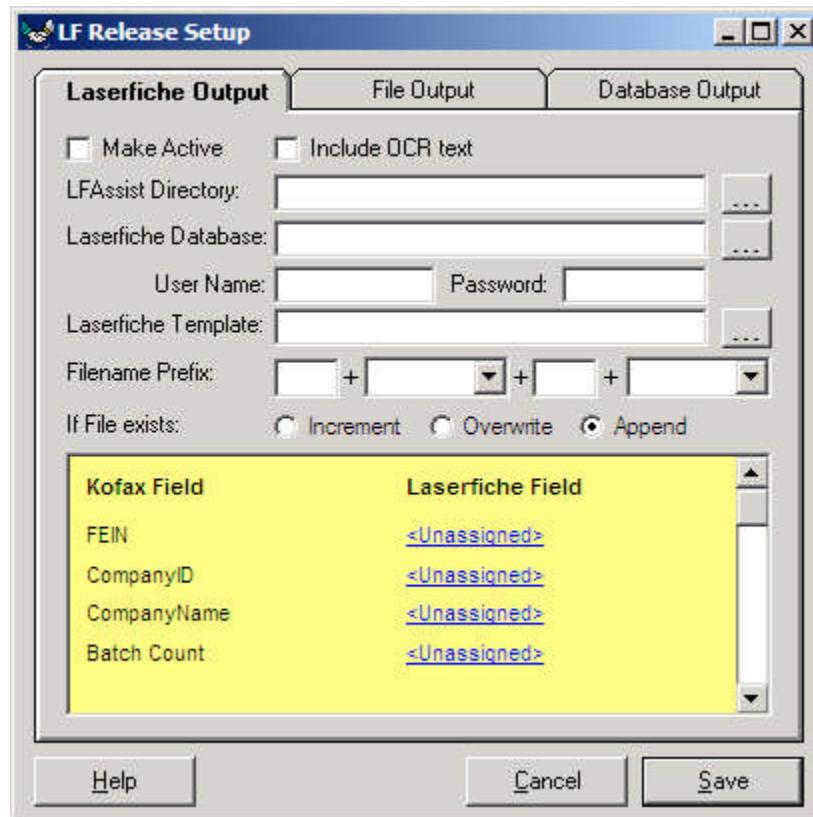 LF Release Setup
Laserfiche Output File Output Database Output
Make Active Include OCR text
LFAssist Directory: ...
Laserfiche Database: ...
User Name: Password:
Laserfiche Template: ...
Filename Prefix: + + +
If File exists: Increment Overwrite Append
Kofax Field Laserfiche Field
FEIN <Unassigned>
CompanyID <Unassigned>
CompanyName <Unassigned>
Batch Count <Unassigned>
Help Cancel Save